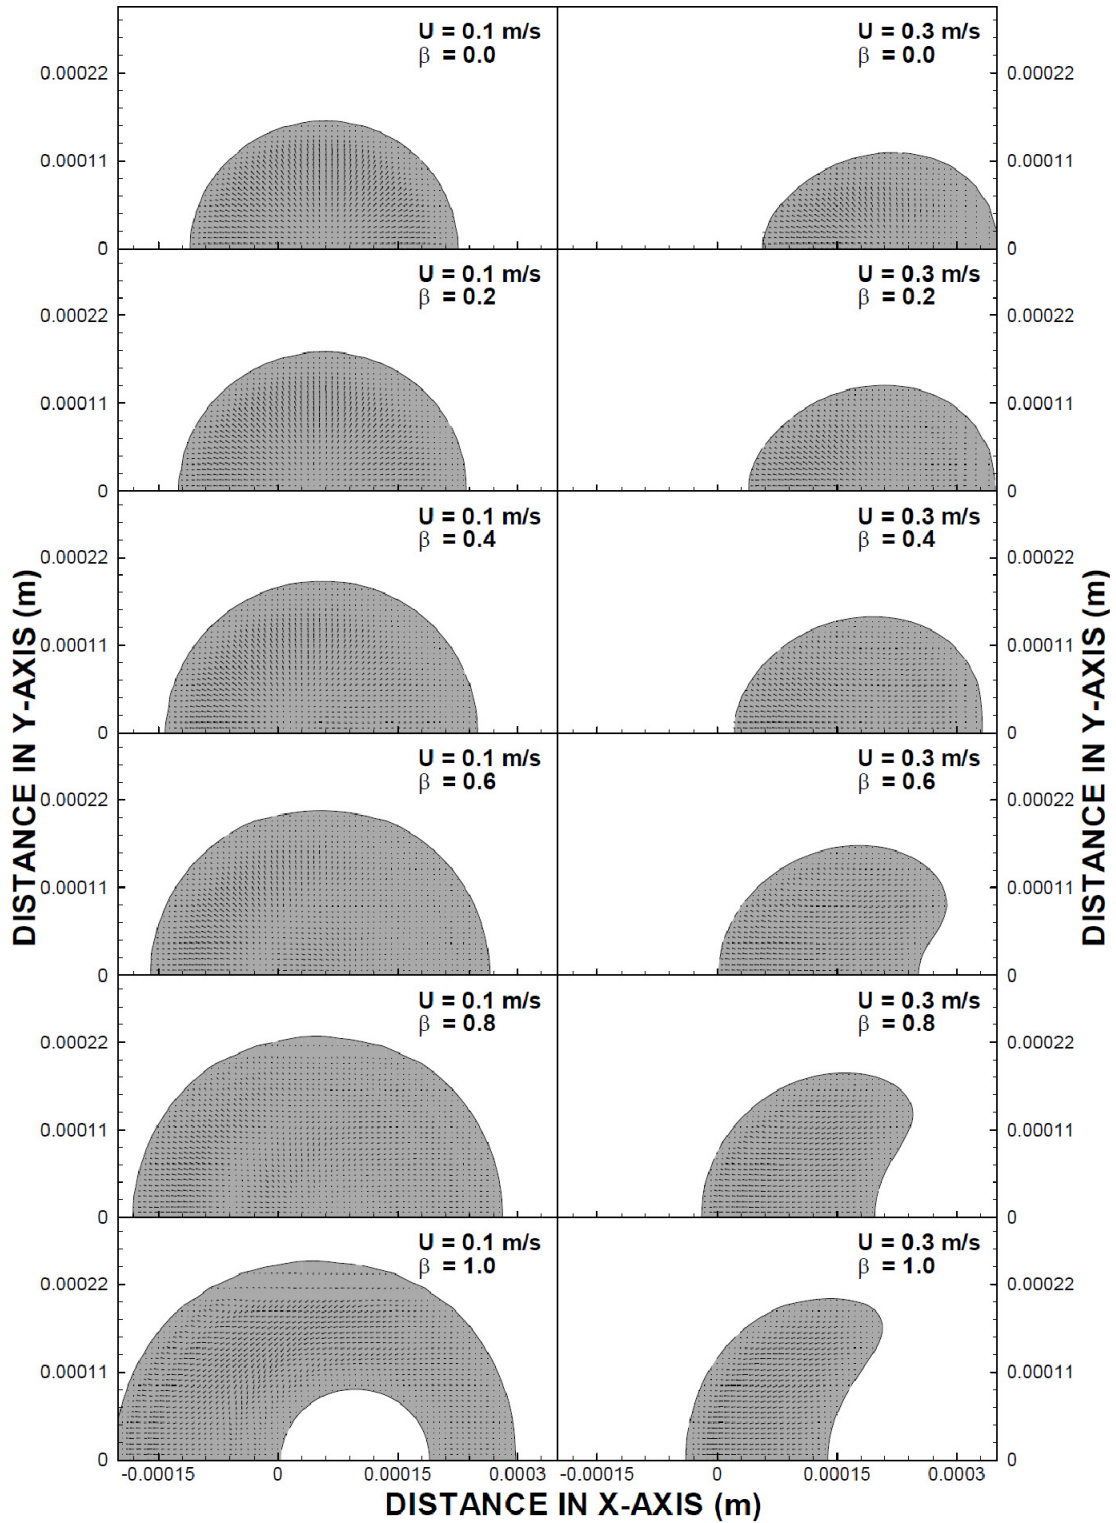 U = 0.1 m/s
β = 0.0
U = 0.3 m/s
β = 0.0
0.00022
0.00011
0
0.00022
0.00011
0
U = 0.1 m/s
β = 0.2
U = 0.3 m/s
β = 0.2
0.00022
0.00011
0
0.00022
0.00011
0
U = 0.1 m/s
β = 0.4
U = 0.3 m/s
β = 0.4
0.00022
0.00011
0
0.00022
0.00011
0
U = 0.1 m/s
β = 0.6
U = 0.3 m/s
β = 0.6
0.00022
0.00011
0
0.00022
0.00011
0
U = 0.1 m/s
β = 0.8
U = 0.3 m/s
β = 0.8
0.00022
0.00011
0
0.00022
0.00011
0
U = 0.1 m/s
β = 1.0
U = 0.3 m/s
β = 1.0
0.00022
0.00011
0
0.00022
0.00011
0
-0.00015 0 0.00015 0.0003 -0.00015 0 0.00015 0.0003
DISTANCE IN X-AXIS (m)
DISTANCE IN Y-AXIS (m)
DISTANCE IN Y-AXIS (m)